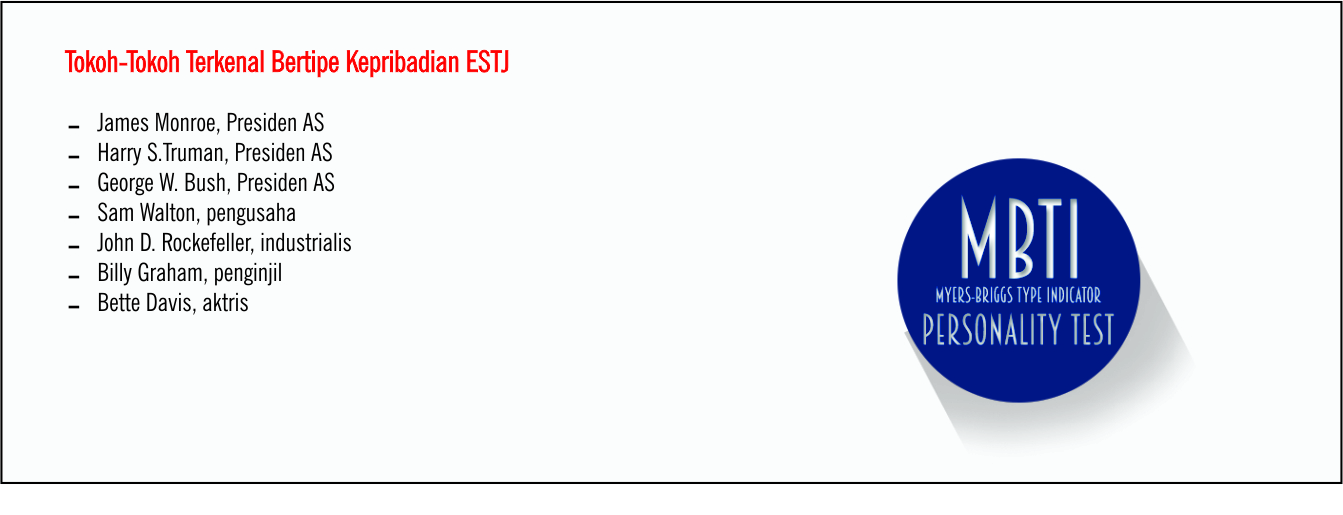 Tokoh-Tokoh Terkenal Bertipe Kepribadian ESTJ
- James Monroe, Presiden AS
- Harry S.Truman, Presiden AS
- George W. Bush, Presiden AS
- Sam Walton, pengusaha
- John D. Rockefeller, industrialis
- Billy Graham, penginjil
- Bette Davis, aktris
MBTI
MYERS-BRIGGS TYPE INDICATOR
PERSONALITY TEST